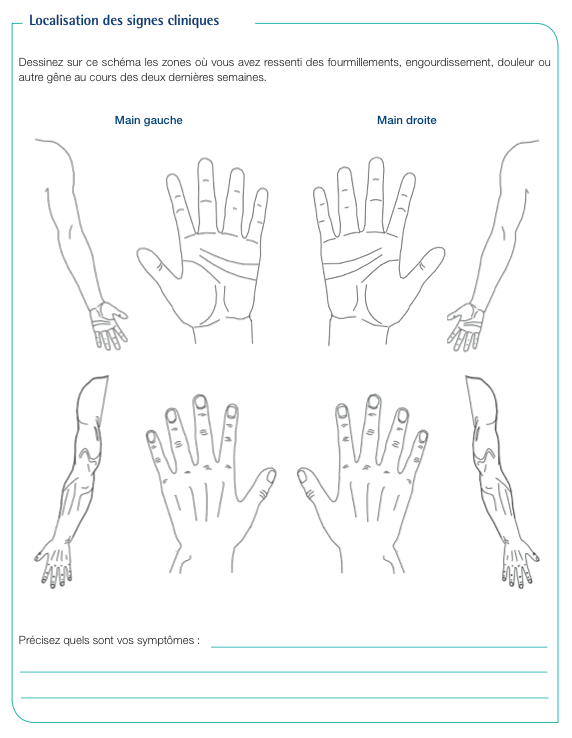 Localisation des signes cliniques
Dessinez sur ce schéma les zones où vous avez ressenti des fourmillements, engourdissement, douleur ou
autre gêne au cours des deux dernières semaines.
Main gauche
Main droite
Précisez quels sont vos symptômes :